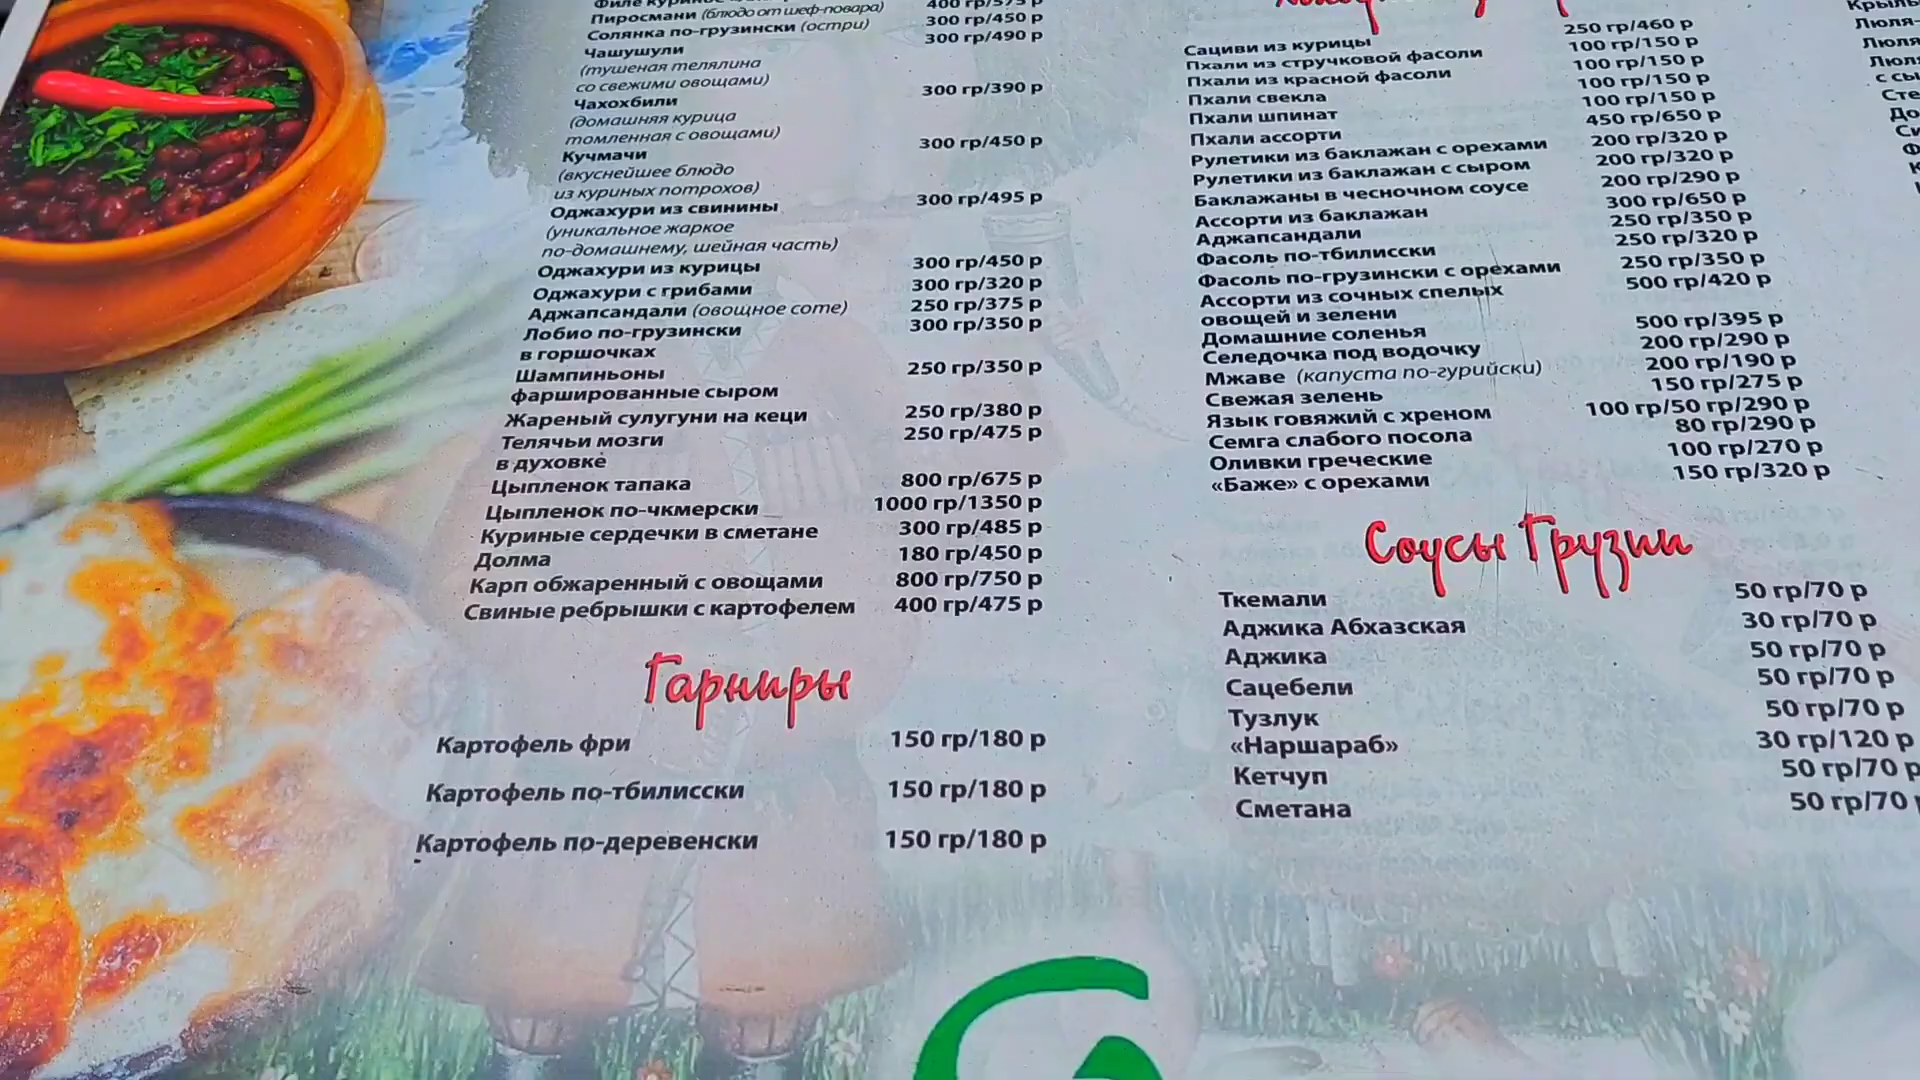 Филе
400 гр/575 р
Пиросмани (блюдо от шеф-повара)
300 гр/450 р
Солянка по-грузински (остри)
300 гр/490 р
Чашушули
(тушеная телялина
со свежими овощами)
Чахохбили
300 гр/390 р
(домашняя курица
томленная с овощами)
Кучмачи
300 гр/450 р
(вкуснейшее блюдо
из куриных потрохов)
Оджахури из свинины
300 гр/495 р
(уникальное жаркое
по-домашнему, шейная часть)
Оджахури из курицы
300 гр/450 р
Оджахури с грибами
300 гр/320 р
Аджапсандали (овощное соте)
250 гр/375 р
Лобио по-грузински
300 гр/350 р
в горшочках
Шампиньоны
250 гр/350 р
фаршированные сыром
Жареный сулугуни на кеци
250 гр/380 р
Телячьи мозги
250 гр/475 р
в духовке
Цыпленок тапака
800 гр/675 р
Цыпленок по-чкмерски
1000 гр/1350 р
Куриные сердечки в сметане
300 гр/485 р
Долма
180 гр/450 р
Карп обжаренный с овощами
800 гр/750 р
Свиные ребрышки с картофелем
400 гр/475 р
Гарниры
Картофель фри
150 гр/180 р
Картофель по-тбилисски
150 гр/180 р
Картофель по-деревенски
150 гр/180 р
Сациви из курицы
250 гр/460 р
Пхали из стручковой фасоли
100 гр/150 р
Пхали из красной фасоли
100 гр/150 р
Пхали свекла
100 гр/150 р
Пхали шпинат
100 гр/150 р
Пхали ассорти
450 гр/650 р
Рулетики из баклажан с орехами
200 гр/320 р
Рулетики из баклажан с сыром
200 гр/320 р
Баклажаны в чесночном соусе
200 гр/290 р
Ассорти из баклажан
300 гр/650 р
Аджапсандали
250 гр/350 р
Фасоль по-тбилисски
250 гр/320 р
Фасоль по-грузински с орехами
250 гр/350 р
Ассорти из сочных спелых
500 гр/420 р
овощей и зелени
Домашние соленья
500 гр/395 р
Селедочка под водочку
200 гр/290 р
Мжаве (капуста по-гурийски)
200 гр/190 р
Свежая зелень
150 гр/275 р
Язык говяжий с хреном
100 гр/50 гр/290 р
Семга слабого посола
80 гр/290 р
Оливки греческие
100 гр/270 р
«Баже» с орехами
150 гр/320 р
Соусы Грузии
Ткемали
50 гр/70 р
Аджика Абхазская
30 гр/70 р
Аджика
50 гр/70 р
Сацебели
50 гр/70 р
Тузлук
50 гр/70 р
«Наршараб»
30 гр/120 р
Кетчуп
50 гр/70 р
Сметана
50 гр/70
Люля-
Люля